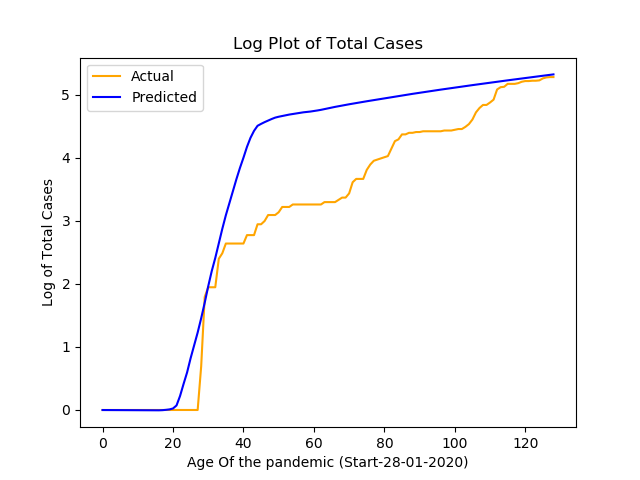 Log Plot of Total Cases
Actual
Predicted
Log of Total Cases
5
4
3
2
1
0
0 20 40 60 80 100 120
Age Of the pandemic (Start-28-01-2020)